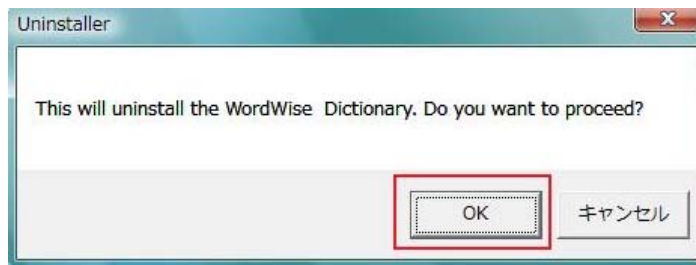 Uninstaller
This will uninstall the WordWise  Dictionary. Do you want to proceed?
OK
キャンセル